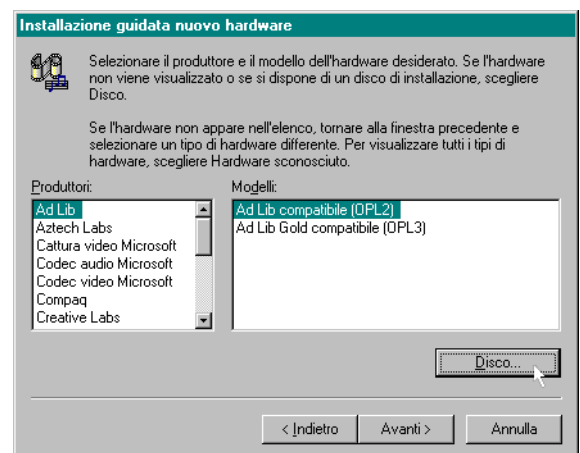 Installazione guidata nuovo hardware
Selezionare il produttore e il modello dell'hardware desiderato. Se l'hardware
non viene visualizzato o se si dispone di un disco di installazione, scegliere
Disco.
Se l'hardware non appare nell'elenco, tornare alla finestra precedente e
selezionare un tipo di hardware differente. Per visualizzare tutti i tipi di
hardware, scegliere Hardware sconosciuto.
Produttori:
Ad Lib
Aztech Labs
Cattura video Microsoft
Codec audio Microsoft
Codec video Microsoft
Compaq
Creative Labs
Modelli:
Ad Lib compatibile (OPL2)
Ad Lib Gold compatibile (OPL3)
Disco...
< Indietro
Avanti >
Annulla